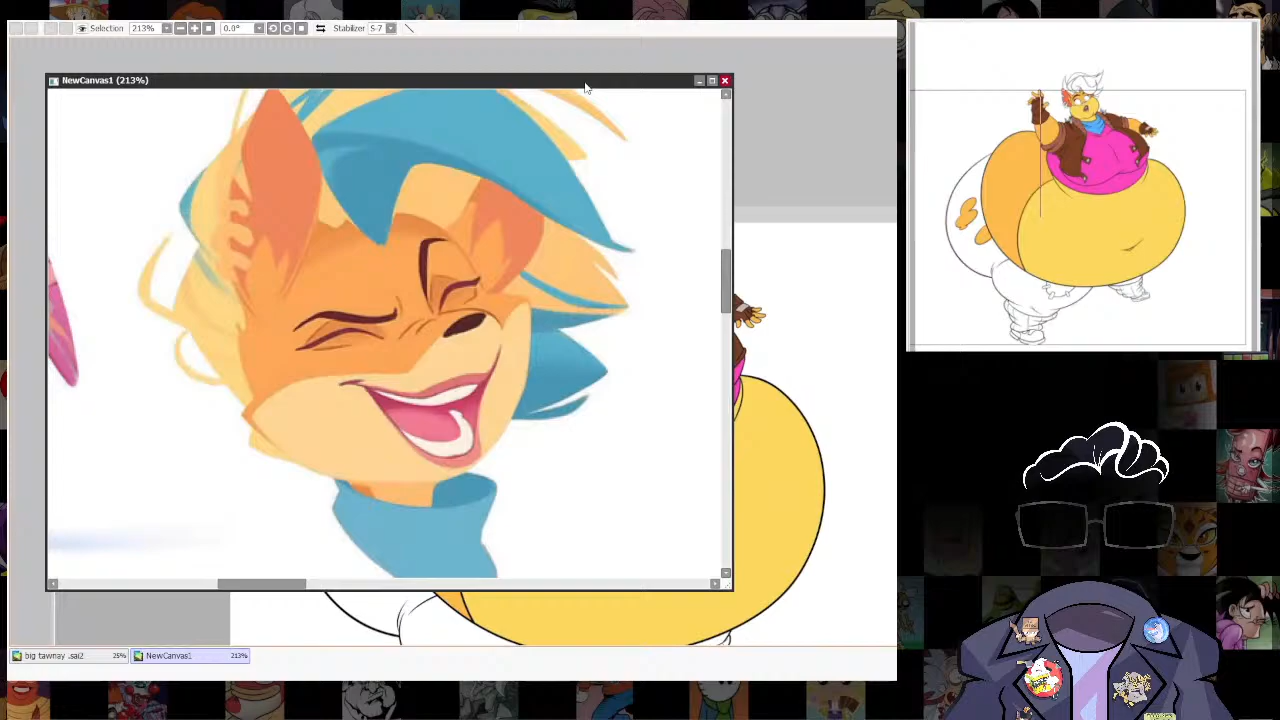 Selection 213% 0.0° Stabilizer S-7
NewCanvas1 (213%)
big tawnay .sai2 25% NewCanvas1 213%